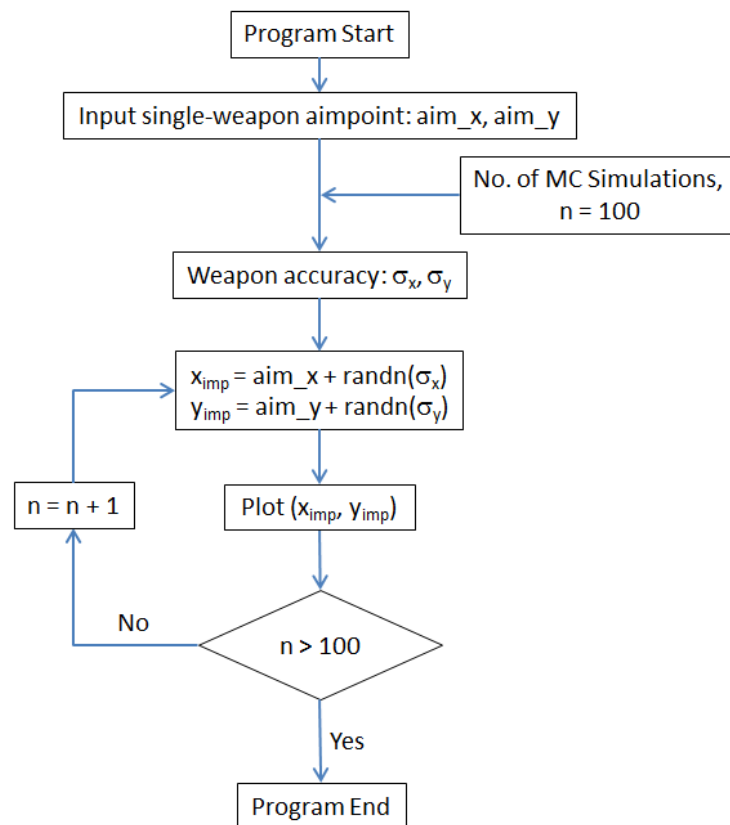 Program Start
Input single-weapon aimpoint: aim_x, aim_y
No. of MC Simulations,
n = 100
Weapon accuracy: σx, σy
ximp = aim_x + randn(σx)
yimp = aim_y + randn(σy)
n = n + 1
Plot (ximp, yimp)
No
n > 100
Yes
Program End